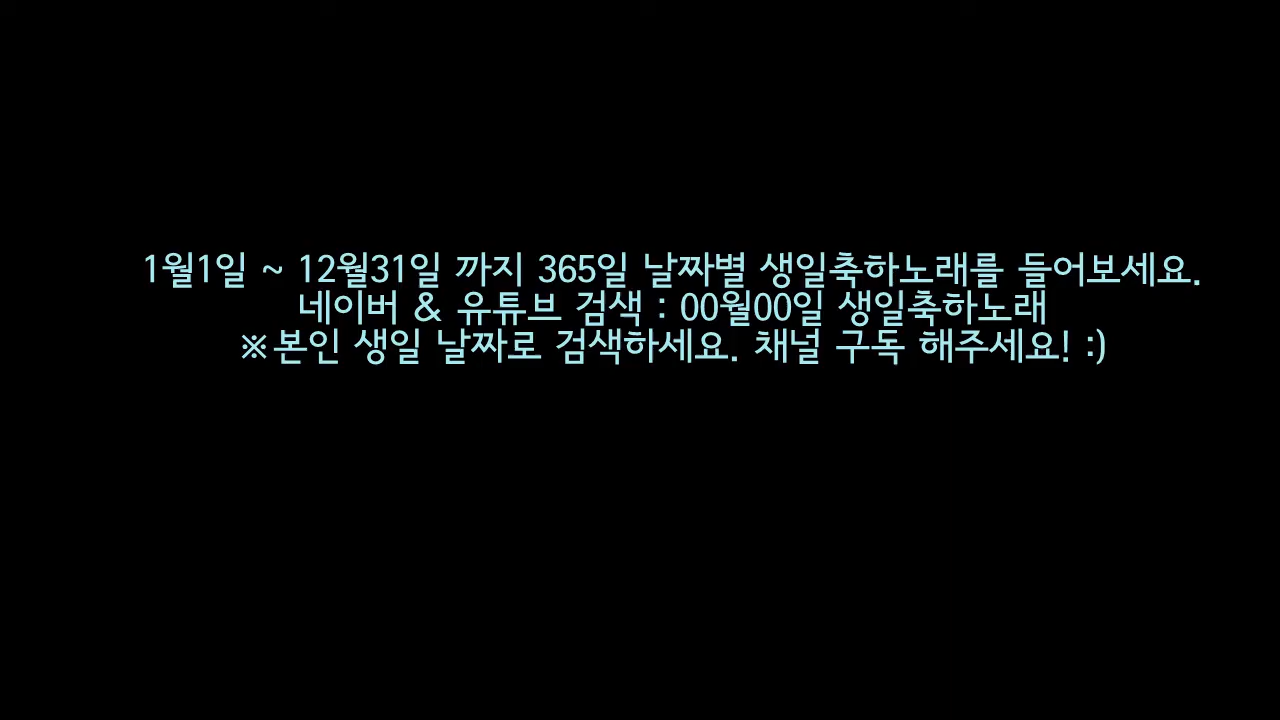 1월1일 ~ 12월31일 까지 365일 날짜별 생일축하노래를 들어보세요.
네이버 & 유튜브 검색 : 00월00일 생일축하노래
※본인 생일 날짜로 검색하세요. 채널 구독 해주세요! :)